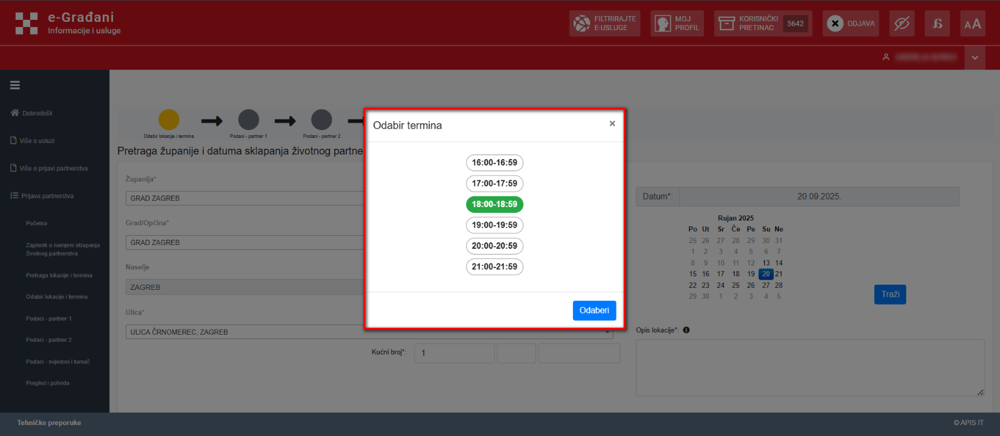 e-Građani
Informacije i usluge
FILTRIRAJTE
E-USLUGE
MOJ
PROFIL
KORISNIČKI
PRETINAC
5642
ODJAVA
AA
Dobrodošli
Više o usluzi
Više o prijavi partnerstva
Prijava partnerstva
Početna
Zapisnik o namjeni sklapanja
životnog partnerstva
Pretraga lokacije i termina
Odabir lokacije i termina
Podaci - partner 1
Podaci - partner 2
Podaci - svjedoci i tumač
Pregled i potvrda
Odabir lokacije i termina
Podaci - partner 1
Podaci - partner 2
Pretraga županije i datuma sklapanja životnog partne
Županija*
GRAD ZAGREB
Grad/Općina*
GRAD ZAGREB
Naselje
ZAGREB
Ulica*
ULICA ČRNOMEREC, ZAGREB
Kućni broj*:
1
Odabir termina
×
16:00-16:59
17:00-17:59
18:00-18:59
19:00-19:59
20:00-20:59
21:00-21:59
Odaberi
Datum*:
20.09.2025.
Rujan 2025
Po Ut Sr Če Pe Su Ne
25 26 27 28 29 30 31
1 2 3 4 5 6 7
8 9 10 11 12 13 14
15 16 17 18 19 20 21
22 23 24 25 26 27 28
29 30 1 2 3 4 5
Traži
Opis lokacije*:
Tehničke preporuke
© APIS IT